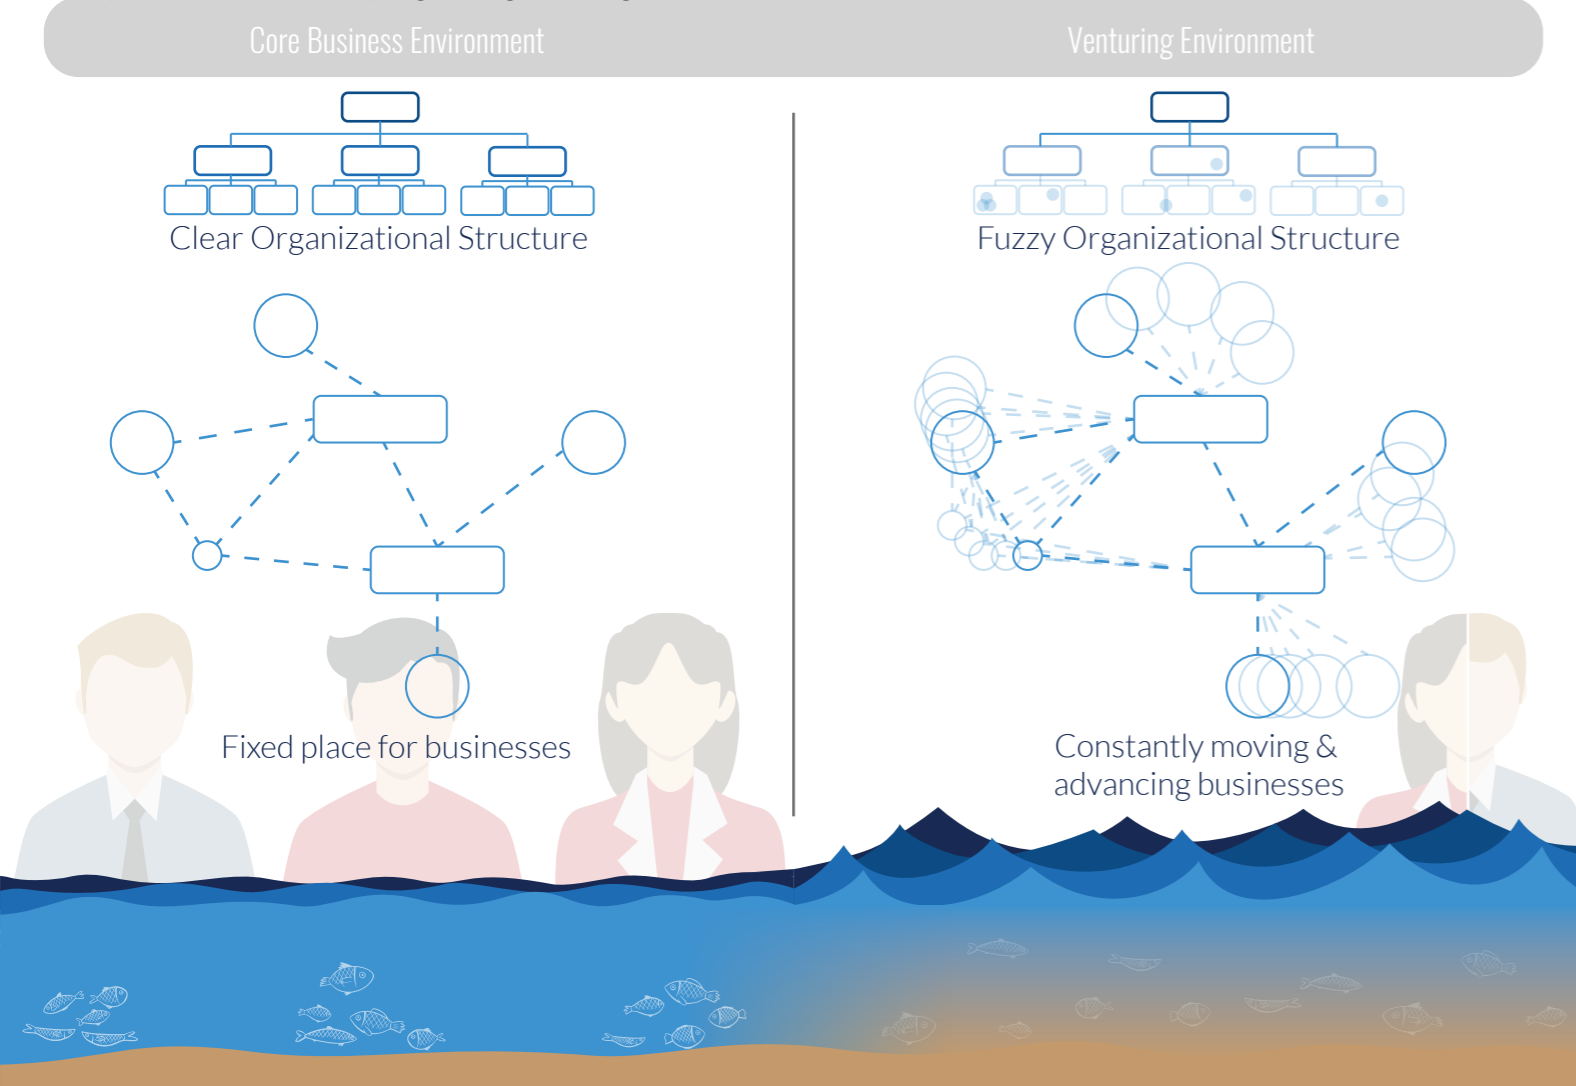 Core Business Environment
Venturing Environment
Clear Organizational Structure
Fuzzy Organizational Structure
Fixed place for businesses
Constantly moving &
advancing businesses